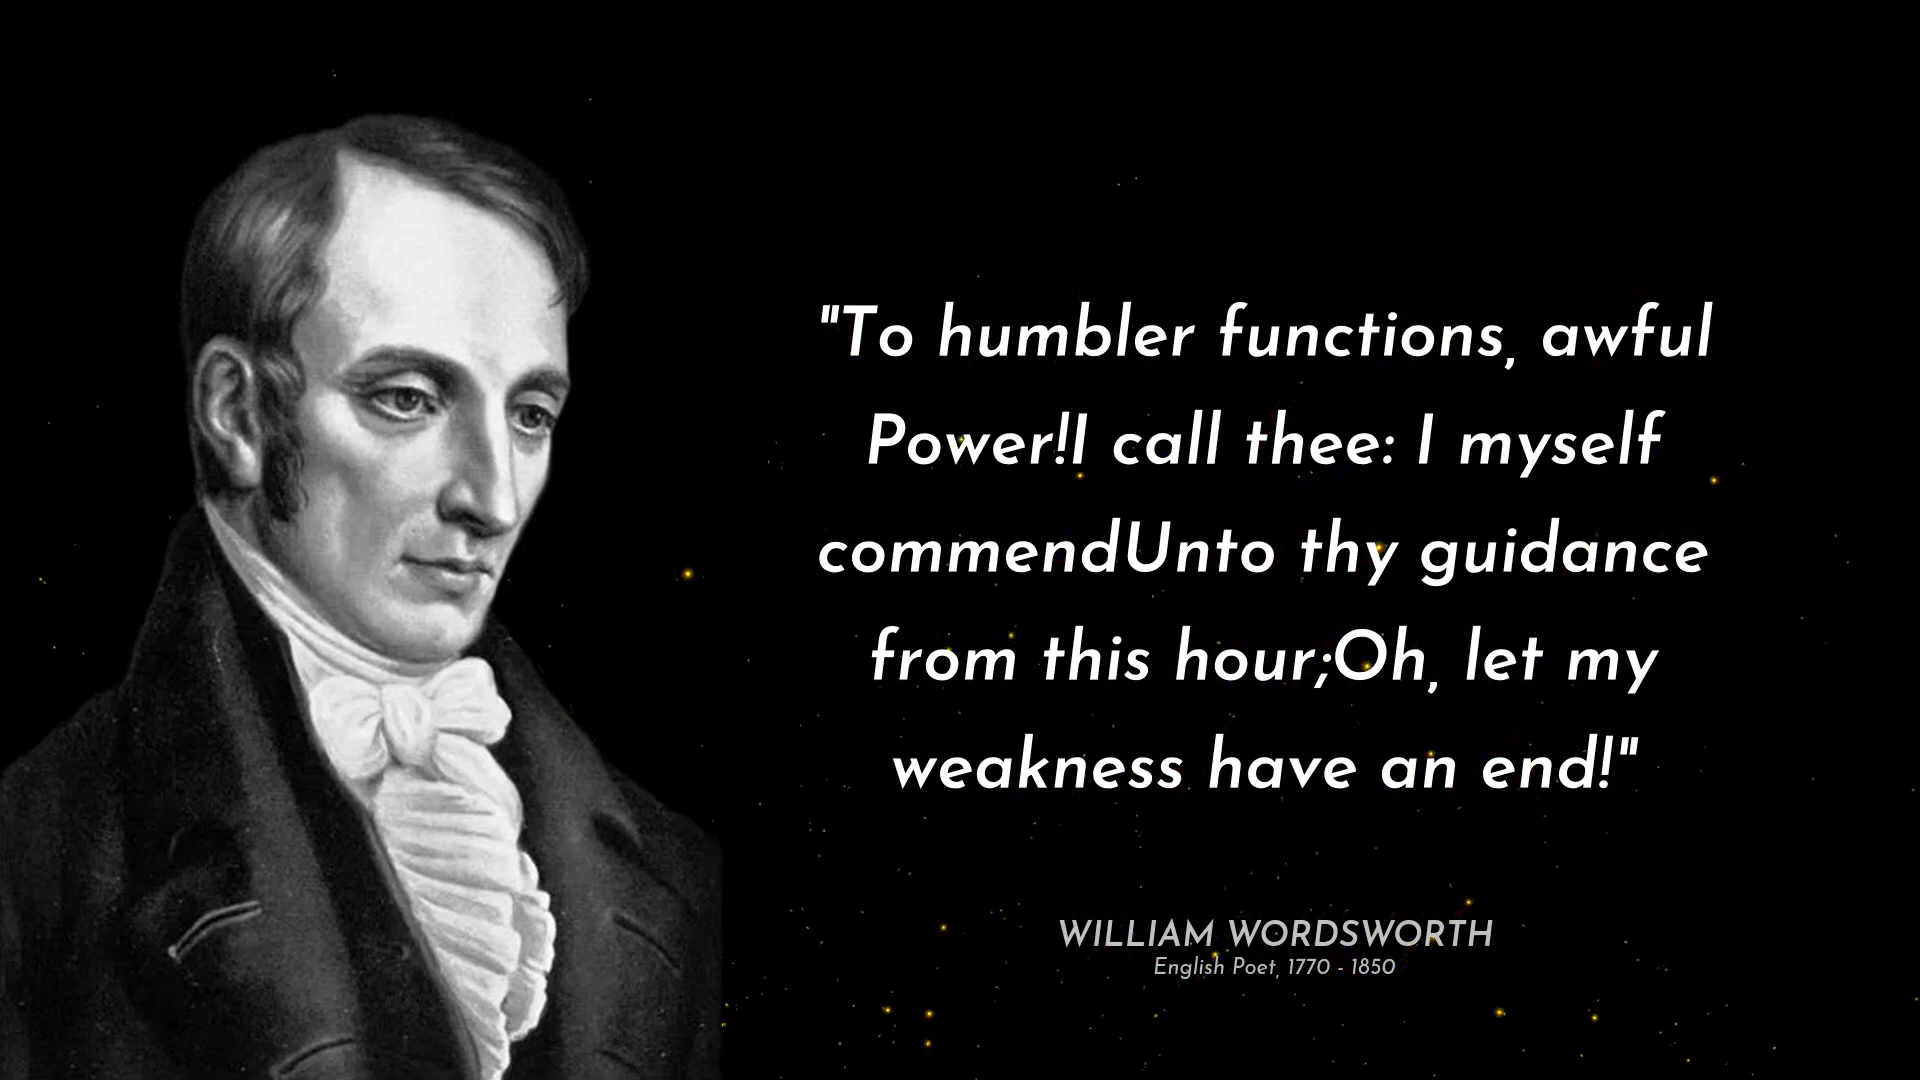 "To humbler functions, awful
Power!I call thee: I myself
commendUnto thy guidance
from this hour;Oh, let my
weakness have an end!"
WILLIAM WORDSWORTH
English Poet, 1770 - 1850